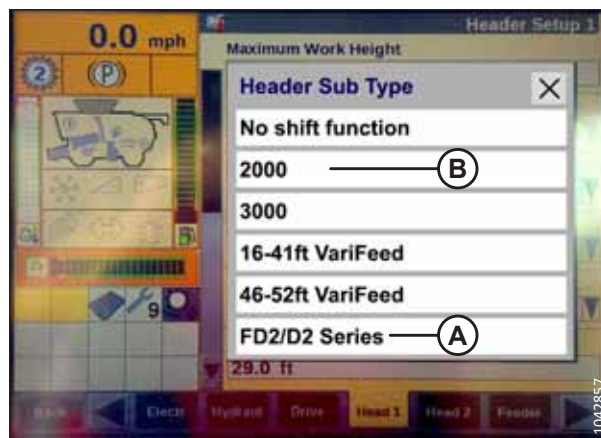 0.0 mph
Header Setup 1
Maximum Work Height
2
P
Header Sub Type
No shift function
2000
B
3000
16-41ft VariFeed
46-52ft VariFeed
9
FD2/D2 Series
A
29.0 ft
Back
Electr
Hydraul
Drive
Head 1
Head 2
Feeder
1042857